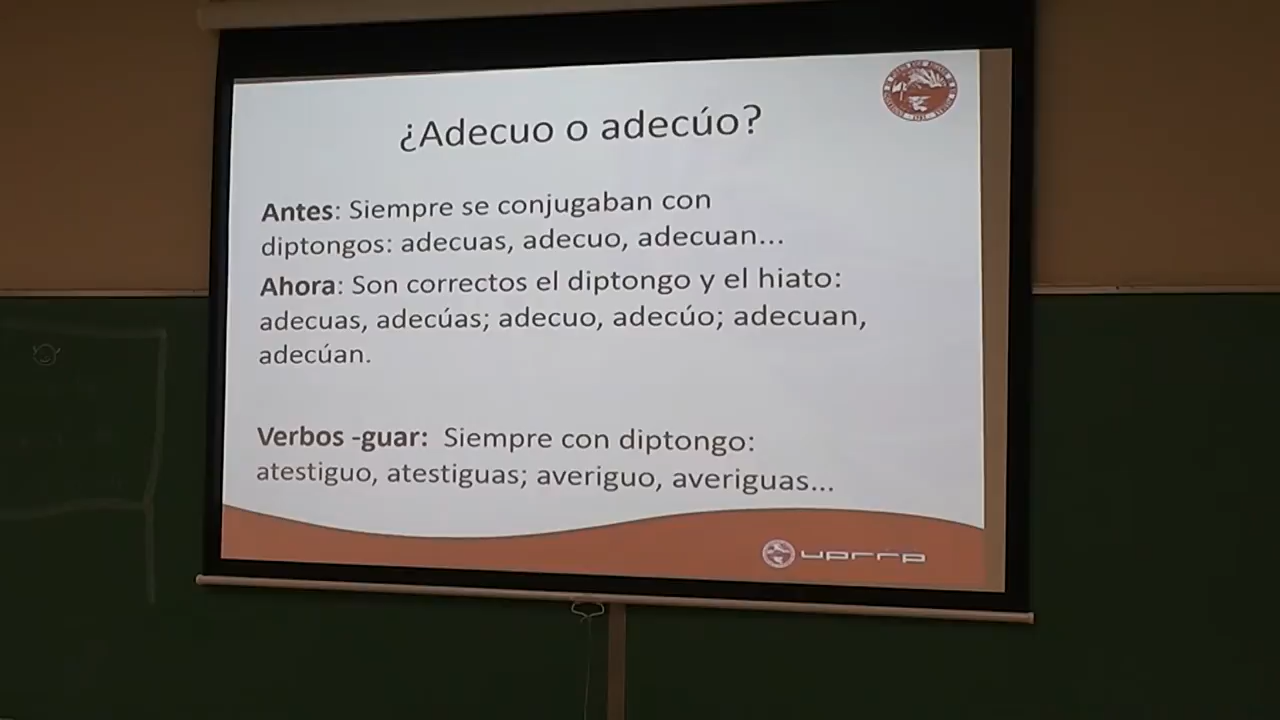 ¿Adecuo o adecúo?
Antes: Siempre se conjugaban con
diptongos: adecuas, adecuo, adecuan...
Ahora: Son correctos el diptongo y el hiato:
adecuas, adecúas; adecuo, adecúo; adecuan,
adecúan.
Verbos -guar: Siempre con diptongo:
atestiguo, atestiguas; averiguo, averiguas...
uprrp